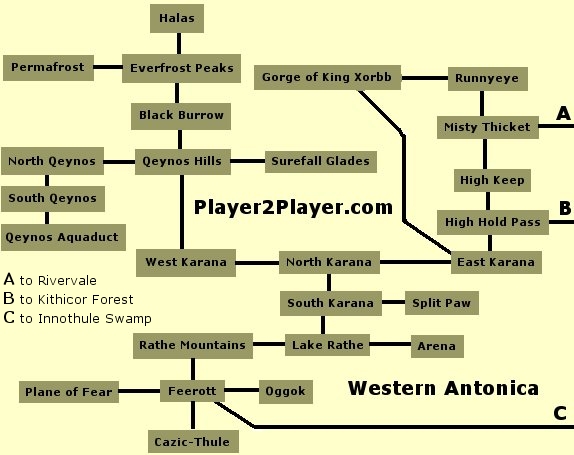 Halas
Permafrost
Everfrost Peaks
Gorge of King Xorbb
Runnyeye
Black Burrow
A
Misty Thicket
North Qeynos
Qeynos Hills
Surefall Glades
High Keep
South Qeynos
Player2Player.com
B
High Hold Pass
Qeynos Aquaduct
West Karana
North Karana
East Karana
A to Rivervale
B to Kithicor Forest
C to Innothule Swamp
South Karana
Split Paw
Rathe Mountains
Lake Rathe
Arena
Plane of Fear
Feerott
Oggok
Western Antonica
C
Cazic-Thule